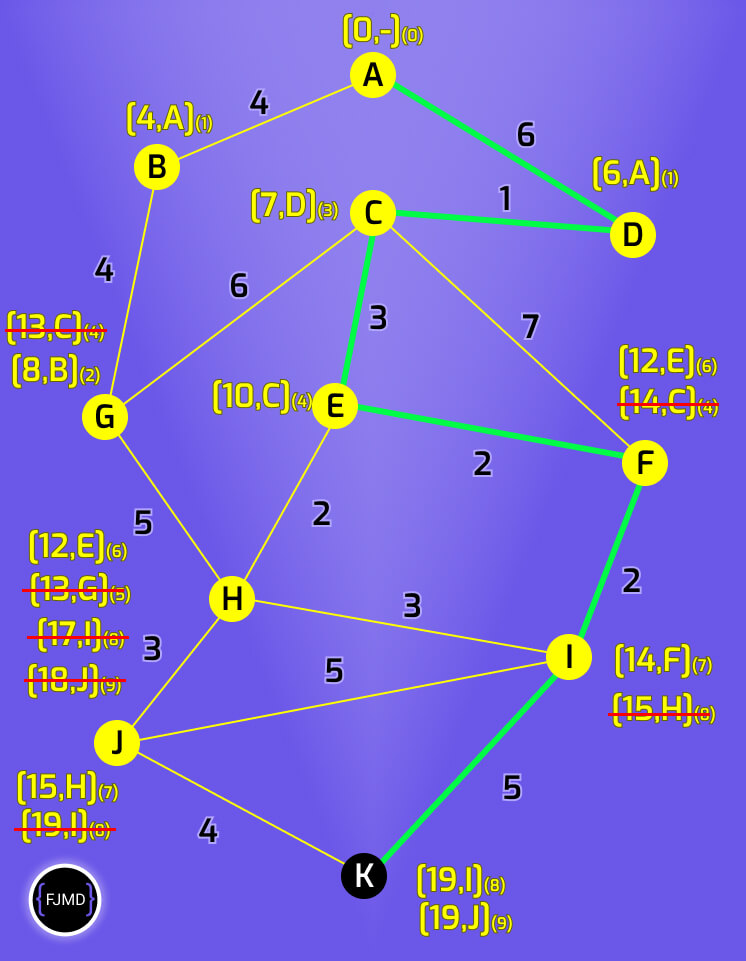 [0,-](0)
A
4
[4,A](1)
B
6
[6,A](1)
[7,D](3)
C
1
D
4
6
3
7
[13,C](4)
[8,B](2)
[12,E](6)
[14,C](4)
[10,C](4)
E
G
F
2
5
2
[12,E](6)
[13,G](5)
[17,I](8)
[18,J](9)
H
3
2
3
5
I
[14,F](7)
[15,H](8)
J
[15,H](7)
[19,I](8)
4
5
K
[19,I](8)
[19,J](9)
{FJMD}